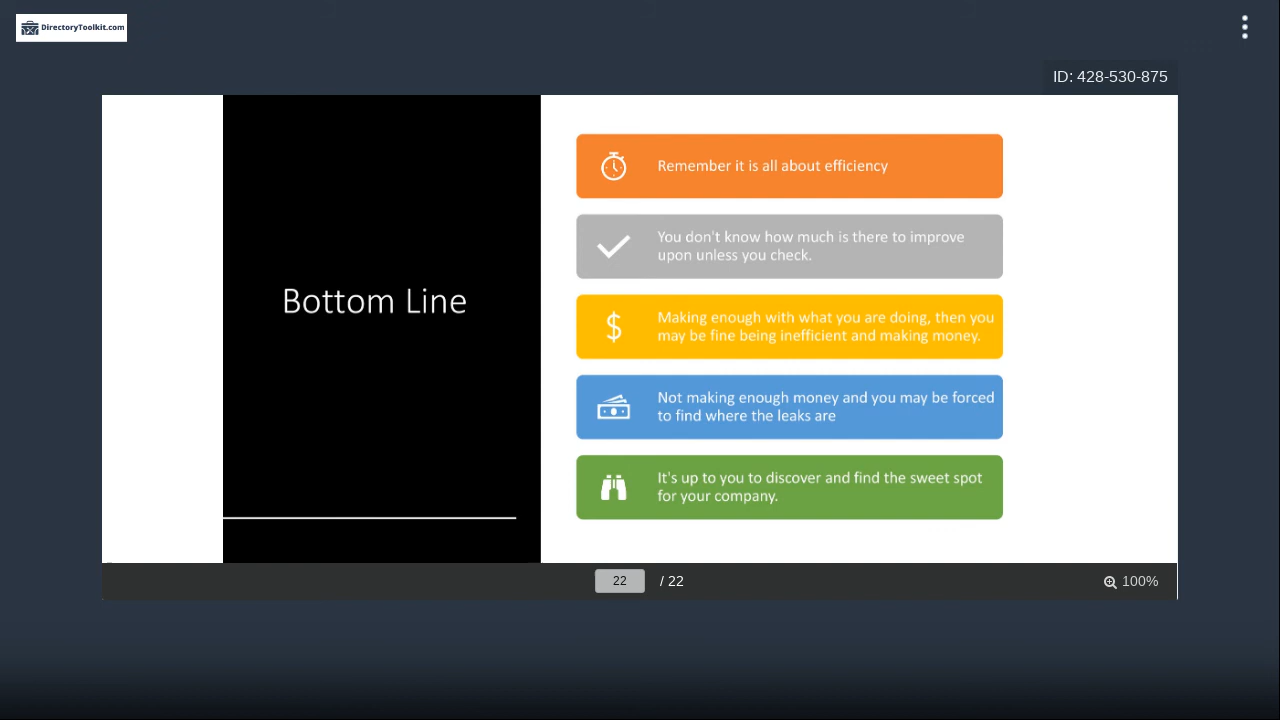 DirectoryToolkit.com
ID: 428-530-875
Bottom Line
Remember it is all about efficiency
You don't know how much is there to improve
upon unless you check.
Making enough with what you are doing, then you
may be fine being inefficient and making money.
Not making enough money and you may be forced
to find where the leaks are
It's up to you to discover and find the sweet spot
for your company.
22 / 22
100%